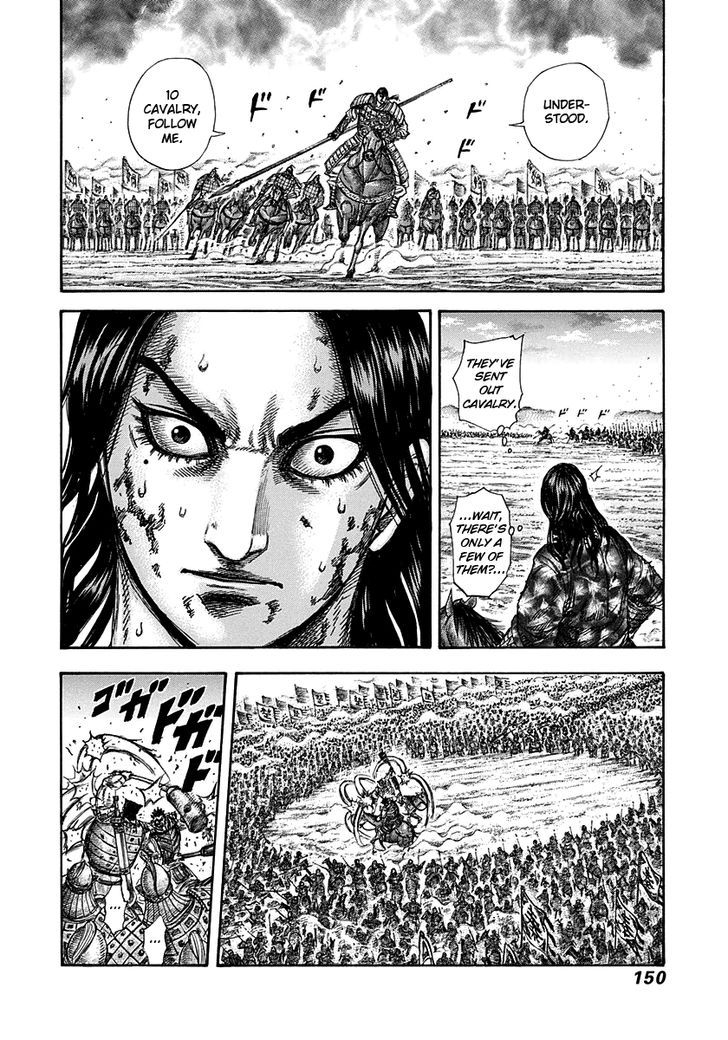 UNDER-
STOOD.
10
CAVALRY,
FOLLOW
ME.
ド
ド
ド
ド
THEY'VE
SENT
OUT
CAVALRY.
ド ド ド
...WAIT,
THERE'S
ONLY A
FEW OF
THEM?...
ゴガガ
ドド
ド
...
...
150